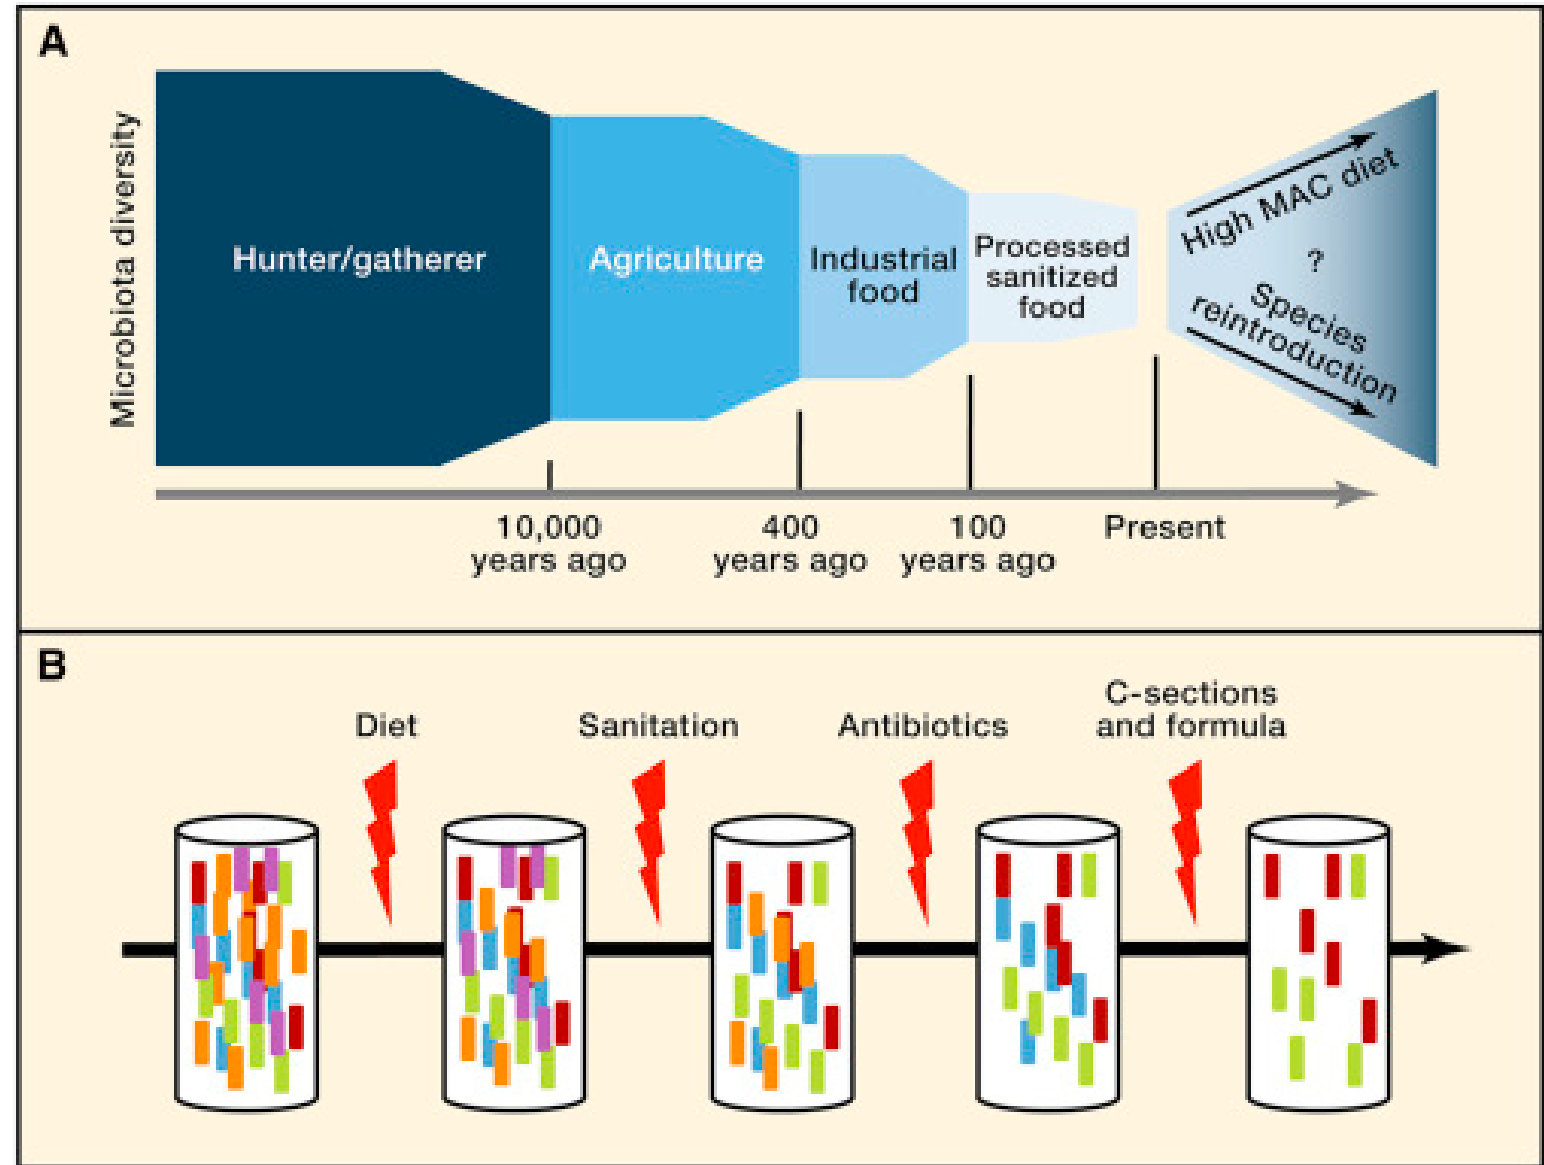 A
Microbiota diversity
Hunter/gatherer
Agriculture
Industrial
food
Processed
sanitized
food
High MAC diet
?
Species
reintroduction
10,000
years ago
400
years ago
100
years ago
Present
B
Diet
Sanitation
Antibiotics
C-sections
and formula